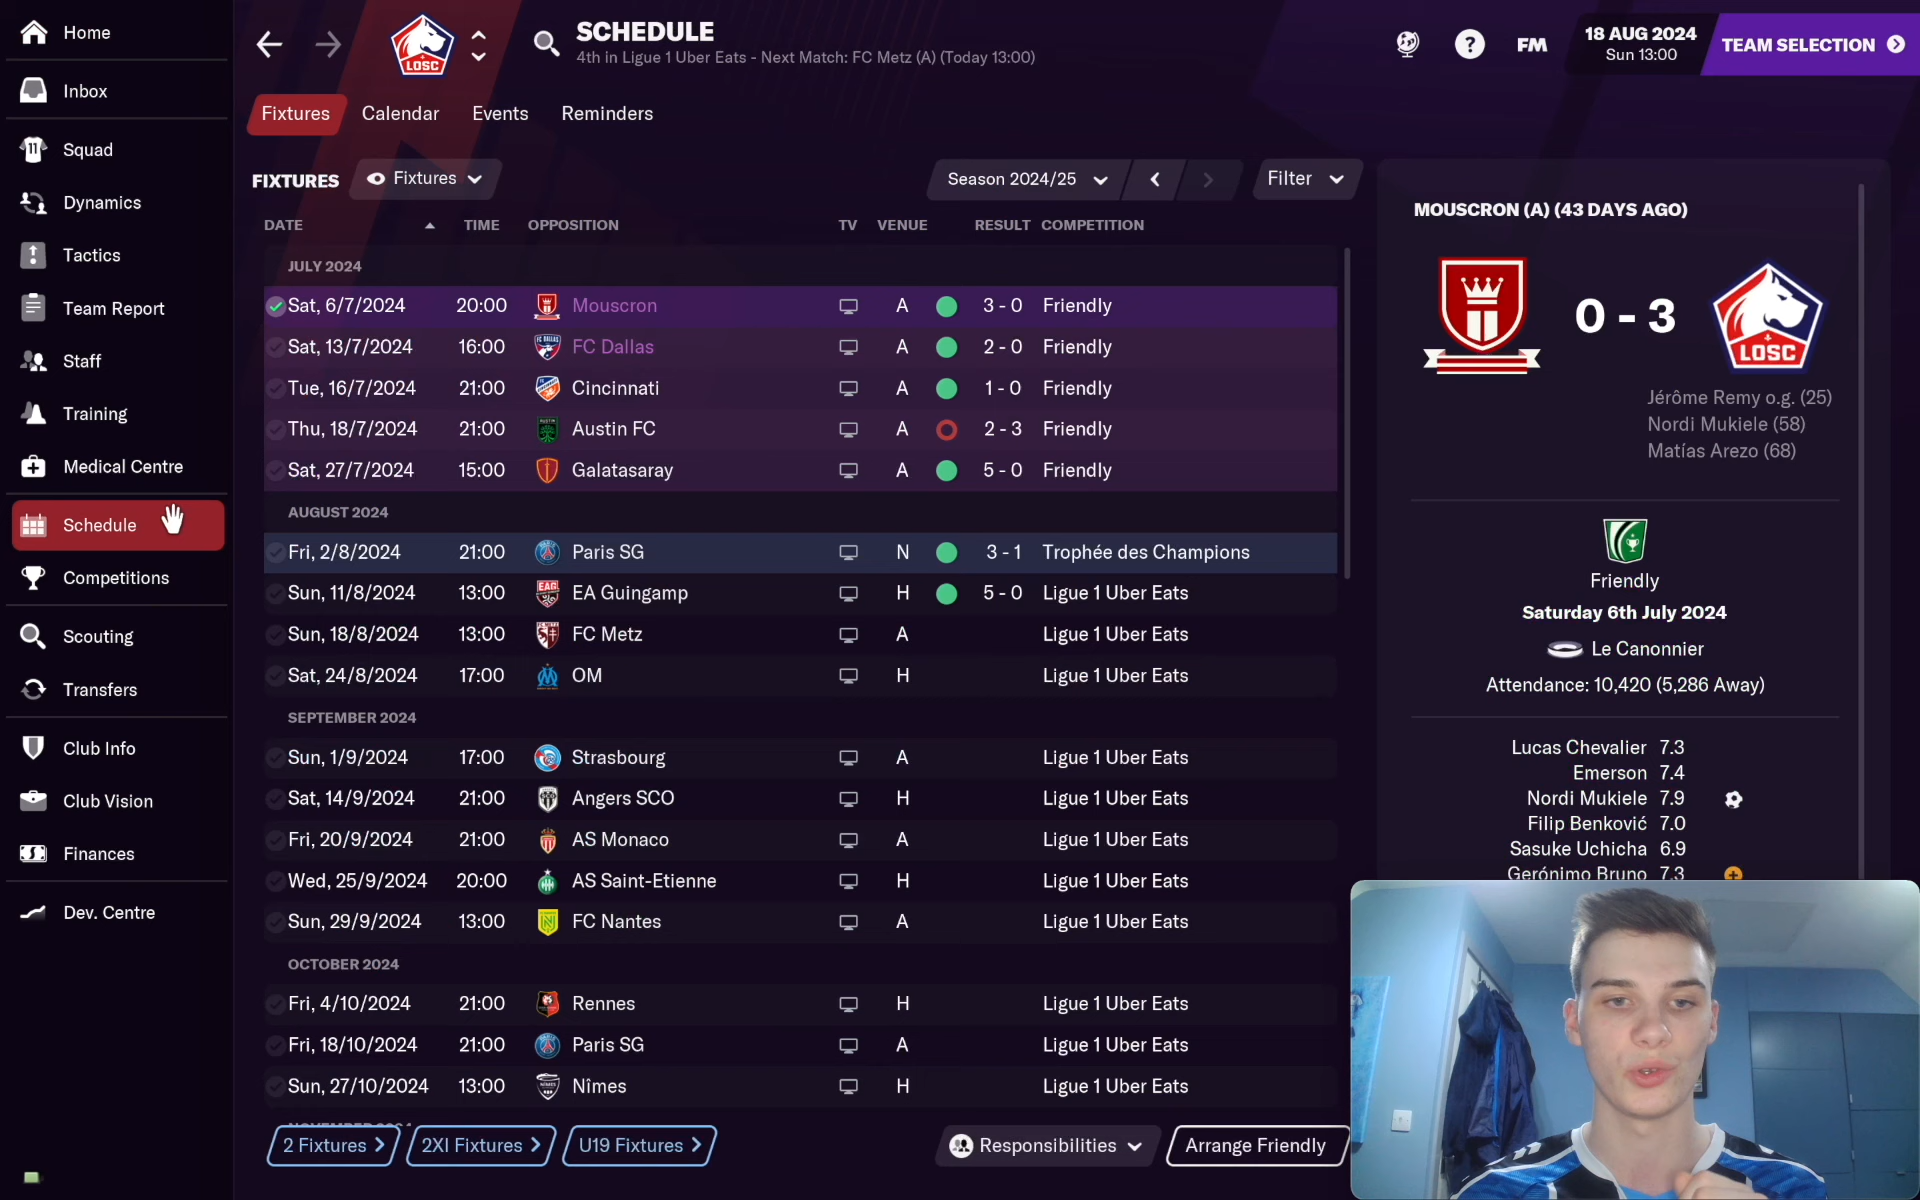 Home
Inbox
Squad
Dynamics
Tactics
Team Report
Staff
Training
Medical Centre
Schedule
Competitions
Scouting
Transfers
Club Info
Club Vision
Finances
Dev. Centre
LOSC
SCHEDULE
4th in Ligue 1 Uber Eats - Next Match: FC Metz (A) (Today 13:00)
? FM
18 AUG 2024
Sun 13:00
TEAM SELECTION
Fixtures Calendar Events Reminders
FIXTURES Fixtures Season 2024/25 Filter
DATE TIME OPPOSITION TV VENUE RESULT COMPETITION
JULY 2024
Sat, 6/7/2024 20:00 Mouscron A 3 - 0 Friendly
Sat, 13/7/2024 16:00 FC Dallas A 2 - 0 Friendly
Tue, 16/7/2024 21:00 Cincinnati A 1 - 0 Friendly
Thu, 18/7/2024 21:00 Austin FC A 2 - 3 Friendly
Sat, 27/7/2024 15:00 Galatasaray A 5 - 0 Friendly
AUGUST 2024
Fri, 2/8/2024 21:00 Paris SG N 3 - 1 Trophée des Champions
Sun, 11/8/2024 13:00 EA Guingamp H 5 - 0 Ligue 1 Uber Eats
Sun, 18/8/2024 13:00 FC Metz A Ligue 1 Uber Eats
Sat, 24/8/2024 17:00 OM H Ligue 1 Uber Eats
SEPTEMBER 2024
Sun, 1/9/2024 17:00 Strasbourg A Ligue 1 Uber Eats
Sat, 14/9/2024 21:00 Angers SCO H Ligue 1 Uber Eats
Fri, 20/9/2024 21:00 AS Monaco A Ligue 1 Uber Eats
Wed, 25/9/2024 20:00 AS Saint-Etienne H Ligue 1 Uber Eats
Sun, 29/9/2024 13:00 FC Nantes A Ligue 1 Uber Eats
OCTOBER 2024
Fri, 4/10/2024 21:00 Rennes H Ligue 1 Uber Eats
Fri, 18/10/2024 21:00 Paris SG A Ligue 1 Uber Eats
Sun, 27/10/2024 13:00 Nîmes H Ligue 1 Uber Eats
2 Fixtures 2XI Fixtures U19 Fixtures Responsibilities Arrange Friendly
MOUSCRON (A) (43 DAYS AGO)
0 - 3
LOSC
Jérôme Remy o.g. (25)
Nordi Mukiele (58)
Matías Arezo (68)
Friendly
Saturday 6th July 2024
Le Canonnier
Attendance: 10,420 (5,286 Away)
Lucas Chevalier 7.3
Emerson 7.4
Nordi Mukiele 7.9
Filip Benković 7.0
Sasuke Uchicha 6.9
Gerónimo Bruno 7.3